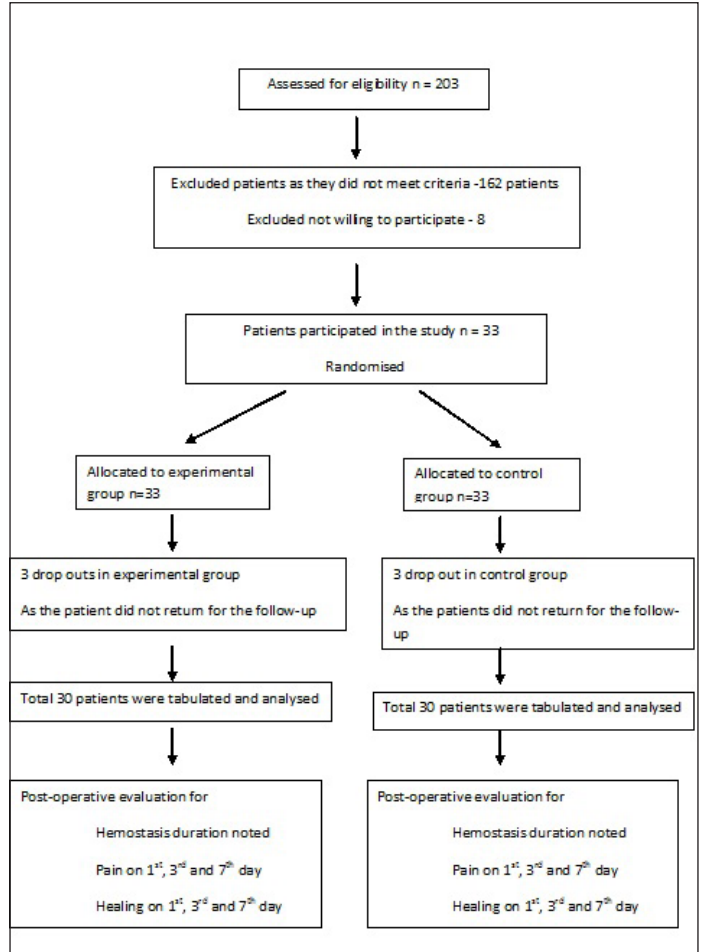 Assessed for eligibility n = 203
Excluded patients as they did not meet criteria -162 patients
Excluded not willing to participate - 8
Patients participated in the study n = 33
Randomised
Allocated to experimental
group n=33
Allocated to control
group n=33
3 drop outs in experimental group
As the patient did not return for the follow-up
3 drop out in control group
As the patients did not return for the follow-
up
Total 30 patients were tabulated and analysed
Total 30 patients were tabulated and analysed
Post-operative evaluation for
Hemostasis duration noted
Pain on 1st, 3rd and 7th day
Healing on 1st, 3rd and 7th day
Post-operative evaluation for
Hemostasis duration noted
Pain on 1st, 3rd and 7th day
Healing on 1st, 3rd and 7th day